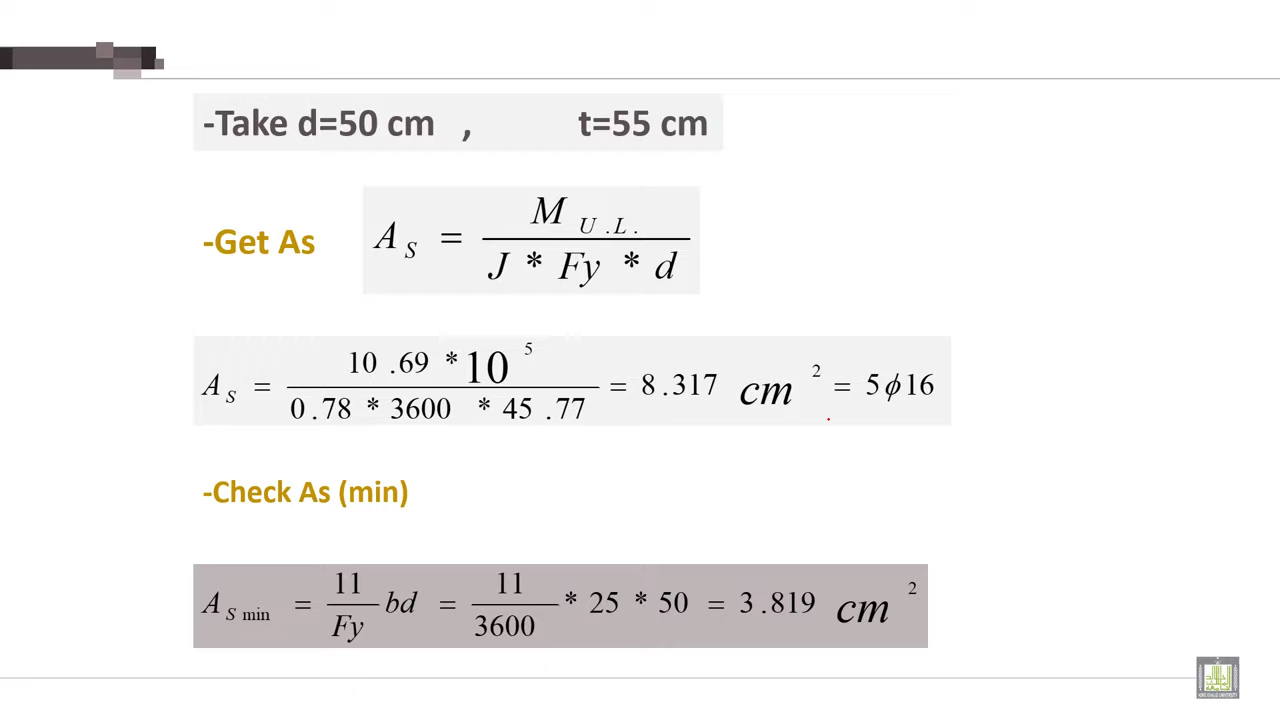 -Take d=50 cm , t=55 cm
-Get As A_S = M_U.L. / J * Fy * d
A_S = 10.69 * 10^5 / 0.78 * 3600 * 45.77 = 8.317 cm^2 = 5ϕ16
-Check As (min)
A_S min = 11 / Fy bd = 11 / 3600 * 25 * 50 = 3.819 cm^2